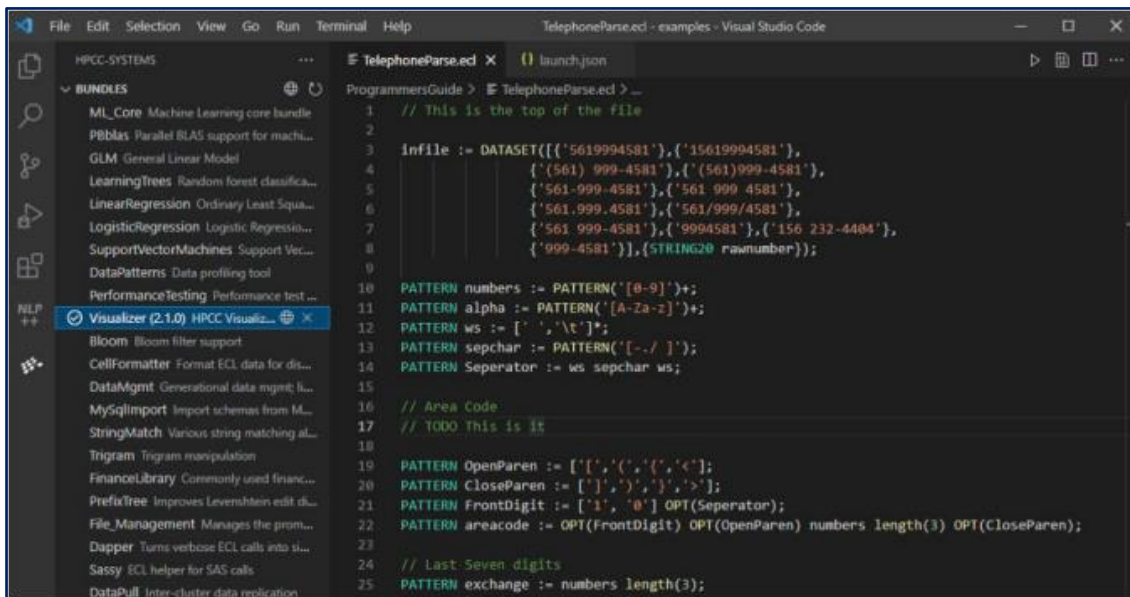 File Edit Selection View Go Run Terminal Help
TelephoneParse.ecl - examples - Visual Studio Code
HPCC-SYSTEMS
BUNDLES
ML_Core Machine Learning core bundle
PBblas Parallel BLAS support for machi...
GLM General Linear Model
LearningTrees Random forest classifica...
LinearRegression Ordinary Least Squa...
LogisticRegression Logistic Regressio...
SupportVectorMachines Support Vec...
DataPatterns Data profiling tool
PerformanceTesting Performance test ...
NLP++
Visualizer (2.1.0) HPCC Visualiz...
Bloom Bloom filter support
CellFormatter Format ECL data for dis...
DataMgmt Generational data mgmt; li...
MySqlImport Import schemas from M...
StringMatch Various string matching al...
Trigram Trigram manipulation
FinanceLibrary Commonly used financ...
PrefixTree Improves Levenshtein edit di...
File_Management Manages the prom...
Dapper Turns verbose ECL calls into si...
Sassy ECL helper for SAS calls
DataPull Inter-cluster data replication
TelephoneParse.ecl × {} launch.json
ProgrammersGuide > TelephoneParse.ecl > ...
1 // This is the top of the file
2
3 infile := DATASET([{'5619994581'},{'15619994581'},
4 {'(561) 999-4581'},{'(561)999-4581'},
5 {'561-999-4581'},{'561 999 4581'},
6 {'561.999.4581'},{'561/999/4581'},
7 {'561 999-4581'},{'9994581'},{'156 232-4404'},
8 {'999-4581'}],{STRING20 rawnumber});
9
10 PATTERN numbers := PATTERN('[0-9]')+;
11 PATTERN alpha := PATTERN('[A-Za-z]')+;
12 PATTERN ws := [' ','\t']*;
13 PATTERN sepchar := PATTERN('[-./ ]');
14 PATTERN Seperator := ws sepchar ws;
15
16 // Area Code
17 // TODO This is it
18
19 PATTERN OpenParen := ['[','(','{','<'];
20 PATTERN CloseParen := [']',')','}','>'];
21 PATTERN FrontDigit := ['1', '0'] OPT(Seperator);
22 PATTERN areacode := OPT(FrontDigit) OPT(OpenParen) numbers length(3) OPT(CloseParen);
23
24 // Last Seven digits
25 PATTERN exchange := numbers length(3);